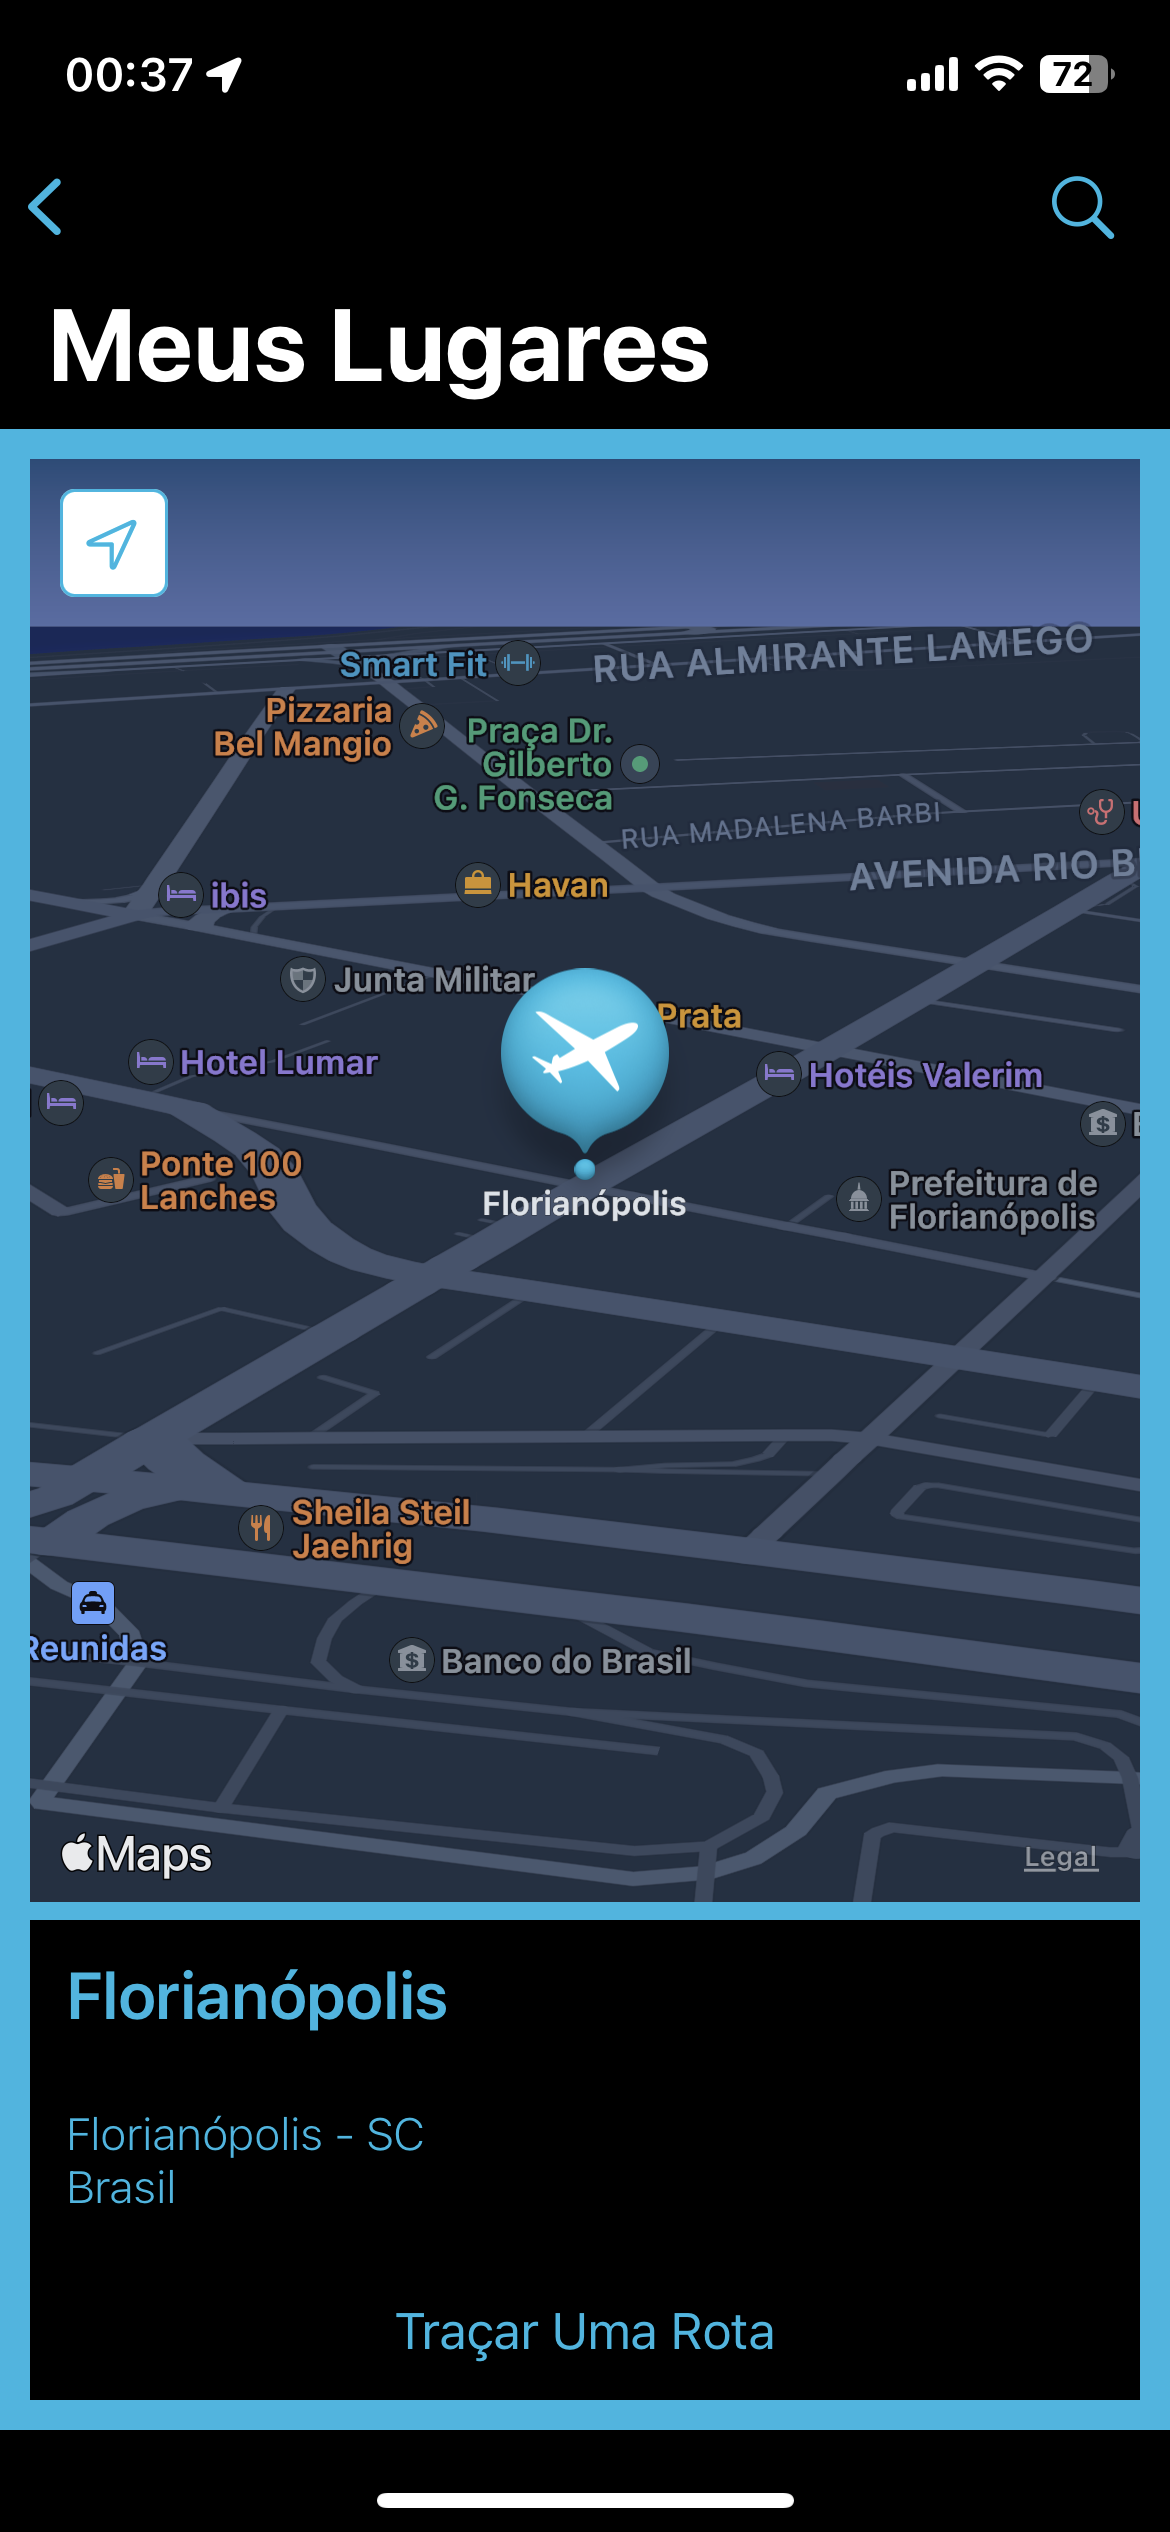 00:37
72
Meus Lugares
RUA ALMIRANTE LAMEGO
Smart Fit
Pizzaria
Bel Mangio
Praça Dr.
Gilberto
G. Fonseca
RUA MADALENA BARBI
AVENIDA RIO B
ibis
Havan
Junta Militar
Prata
Hotel Lumar
Hotéis Valerim
Ponte 100
Lanches
Florianópolis
Prefeitura de
Florianópolis
Sheila Steil
Jaehrig
Reunidas
Banco do Brasil
Maps
Legal
Florianópolis
Florianópolis - SC
Brasil
Traçar Uma Rota